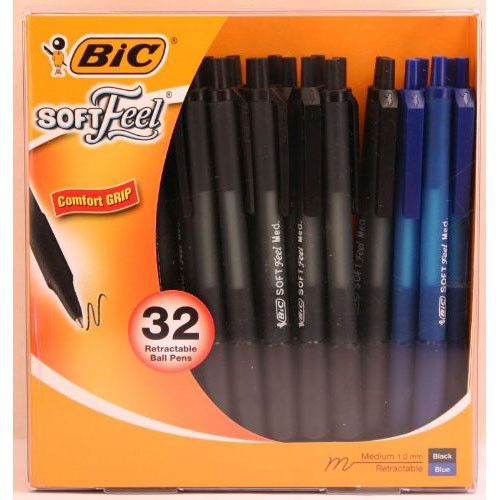 BiC®
SOFT Feel®
Comfort GRIP
32
Retractable
Ball Pens
BiC SOFT Feel Med.
BiC SOFT Feel Med.
BiC SOFT Feel Med.
Medium 1.0 mm
Retractable
Black
Blue